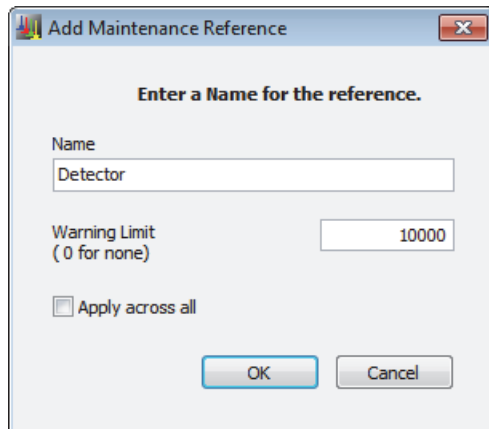 Add Maintenance Reference
Enter a Name for the reference.
Name
Detector
Warning Limit
( 0 for none)
10000
Apply across all
OK
Cancel